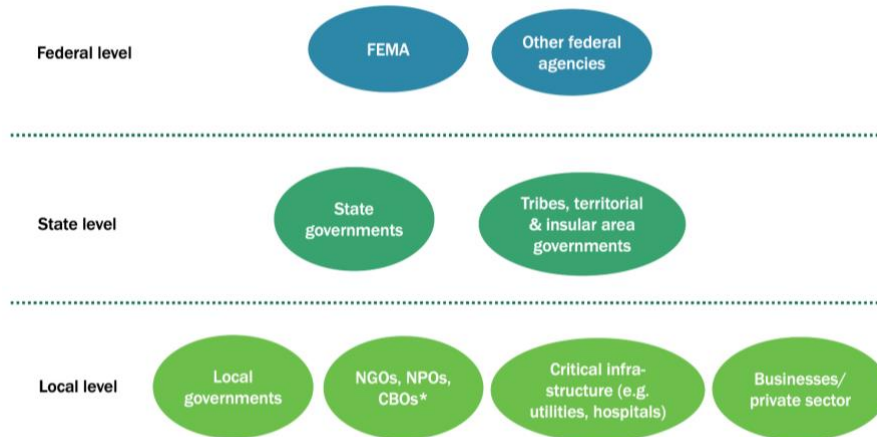 Federal level
FEMA
Other federal
agencies
State level
State
governments
Tribes, territorial
& insular area
governments
Local level
Local
governments
NGOs, NPOs,
CBOs*
Critical infra-
structure (e.g.
utilities, hospitals)
Businesses/
private sector